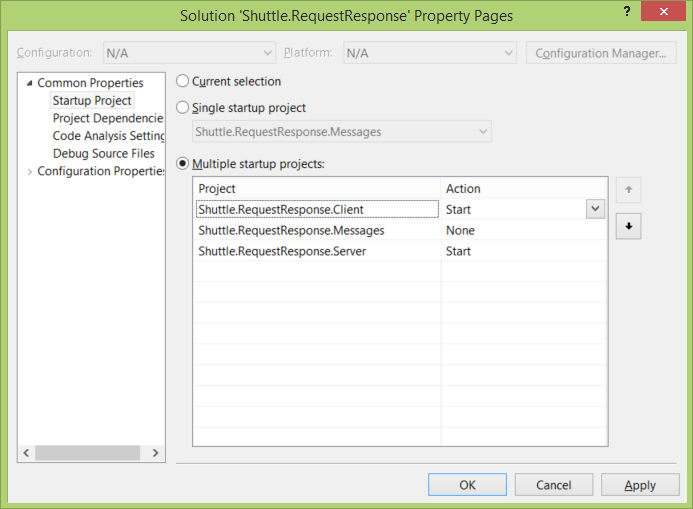 Solution 'Shuttle.RequestResponse' Property Pages
?
Configuration: N/A Platform: N/A Configuration Manager...
Common Properties
Startup Project
Project Dependencie
Code Analysis Setting
Debug Source Files
Configuration Properties
Current selection
Single startup project
Shuttle.RequestResponse.Messages
Multiple startup projects:
Project Action
Shuttle.RequestResponse.Client Start
Shuttle.RequestResponse.Messages None
Shuttle.RequestResponse.Server Start
OK Cancel Apply